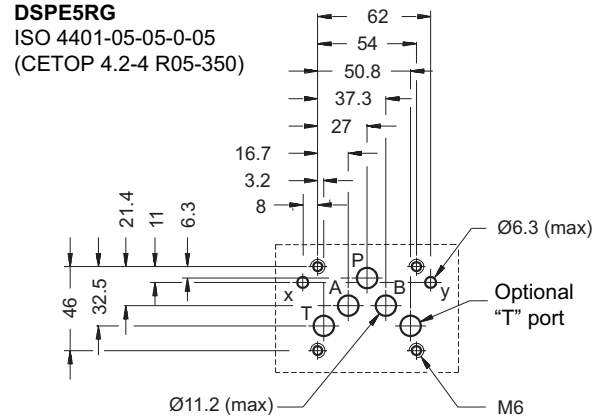 DSPE5RG
ISO 4401-05-05-0-05
(CETOP 4.2-4 R05-350)
62
54
50.8
37.3
27
16.7
3.2
8
21.4
11
6.3
Ø6.3 (max)
P
x
A
B
y
46
32.5
T
Optional
“T” port
Ø11.2 (max)
M6